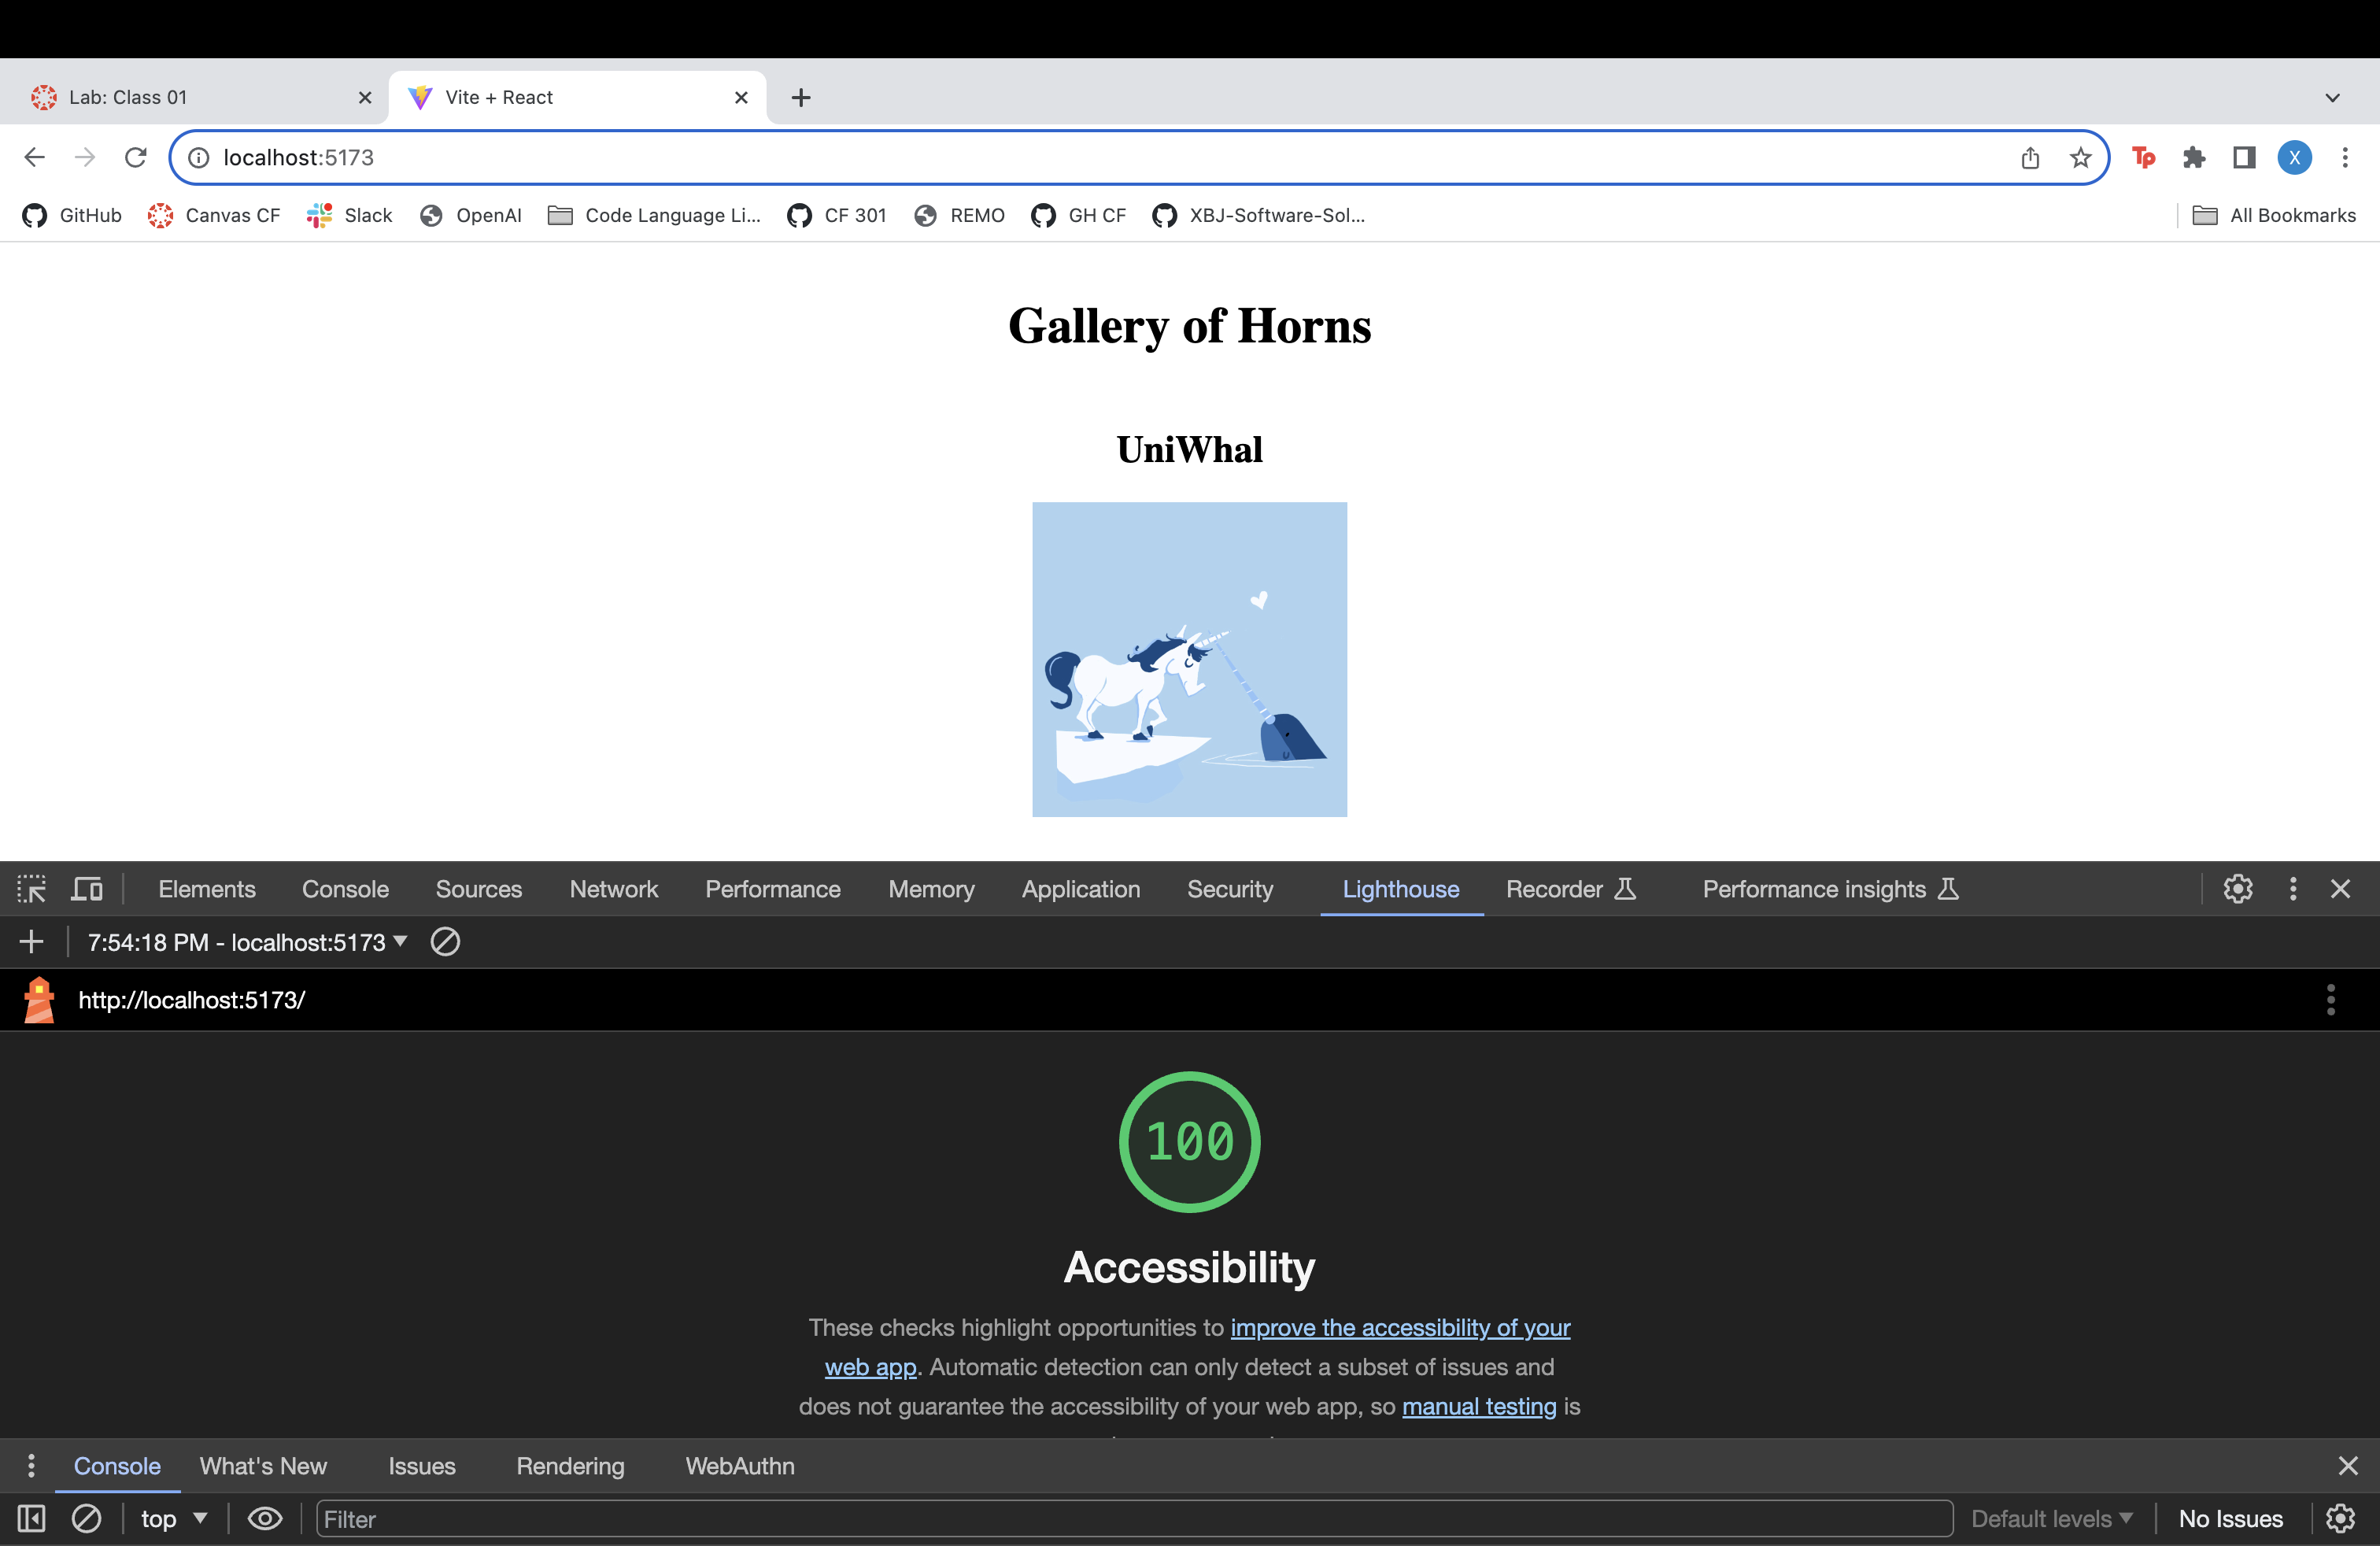 Lab: Class 01
Vite + React
localhost:5173
Tp
X
GitHub
Canvas CF
Slack
OpenAI
Code Language Li...
CF 301
REMO
GH CF
XBJ-Software-Sol...
All Bookmarks
Gallery of Horns
UniWhal
Elements
Console
Sources
Network
Performance
Memory
Application
Security
Lighthouse
Recorder
Performance insights
7:54:18 PM - localhost:5173
http://localhost:5173/
100
Accessibility
These checks highlight opportunities to improve the accessibility of your
web app. Automatic detection can only detect a subset of issues and
does not guarantee the accessibility of your web app, so manual testing is
Console
What's New
Issues
Rendering
WebAuthn
top
Filter
Default levels
No Issues